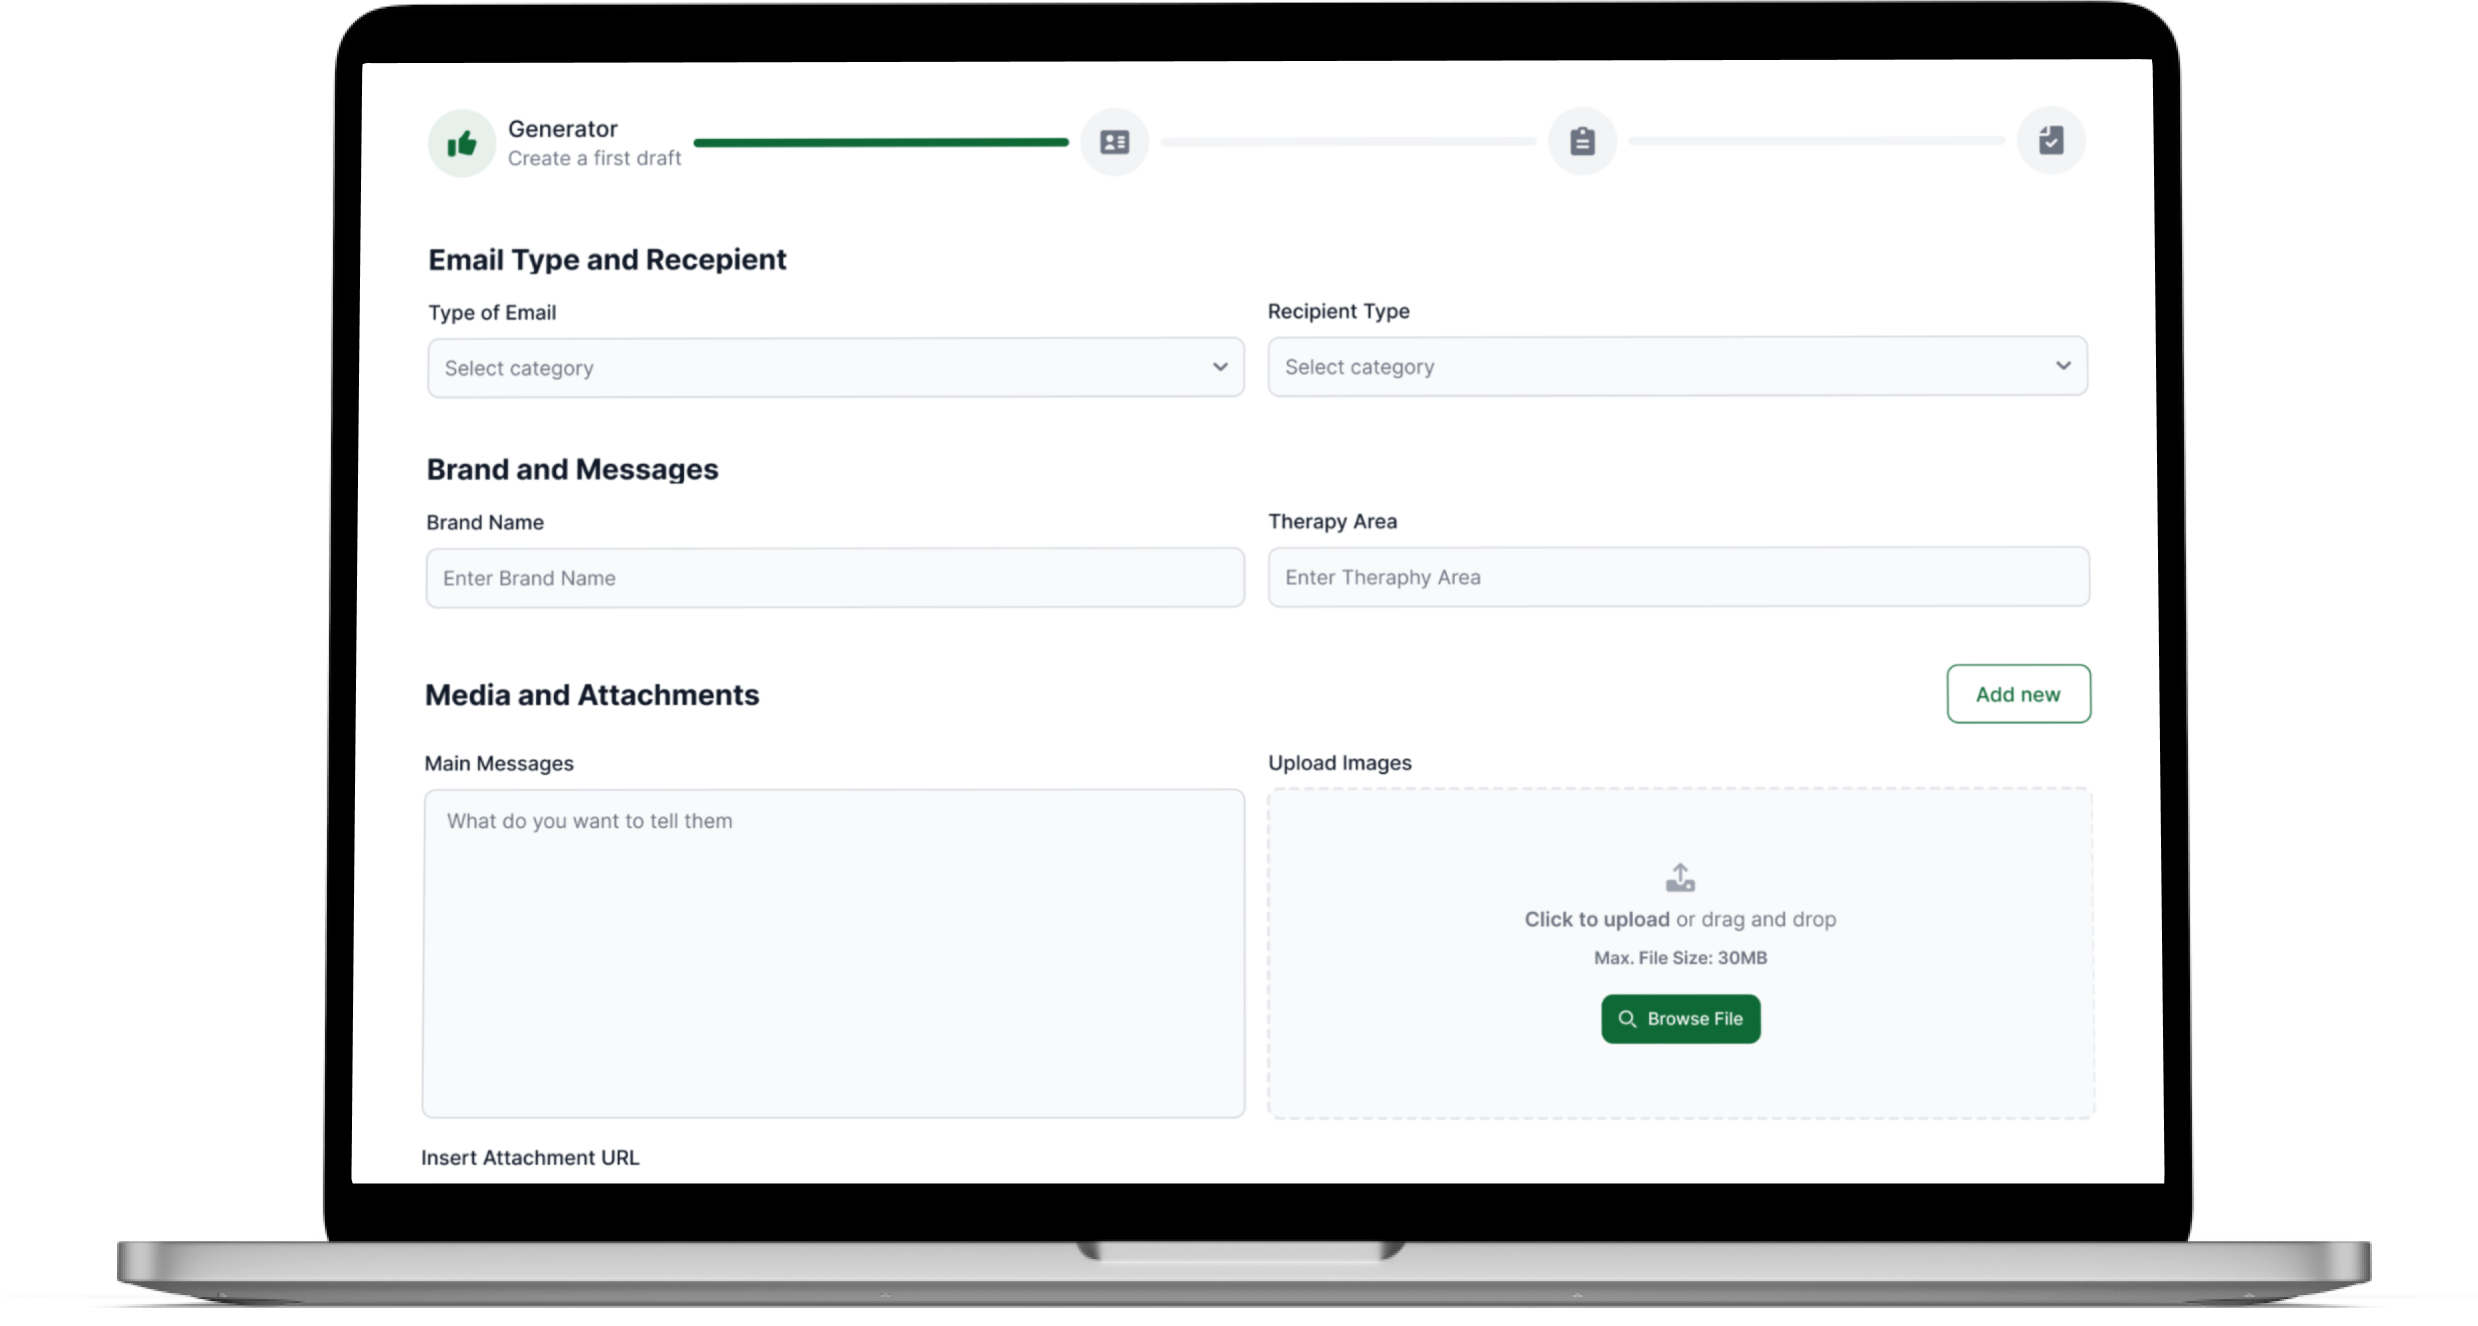 Generator
Create a first draft
Email Type and Recepient
Type of Email
Recipient Type
Select category
Select category
Brand and Messages
Brand Name
Therapy Area
Enter Brand Name
Enter Theraphy Area
Media and Attachments
Add new
Main Messages
Upload Images
What do you want to tell them
Click to upload or drag and drop
Max. File Size: 30MB
Browse File
Insert Attachment URL